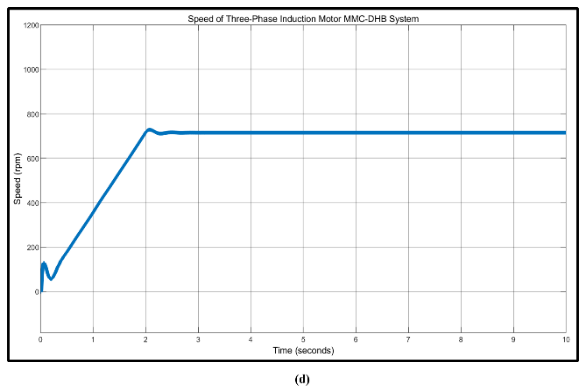 Speed of Three-Phase Induction Motor MMC-DHB System
1200
1000
800
600
400
200
0
Speed (rpm)
0 1 2 3 4 5 6 7 8 9 10
Time (seconds)
(d)